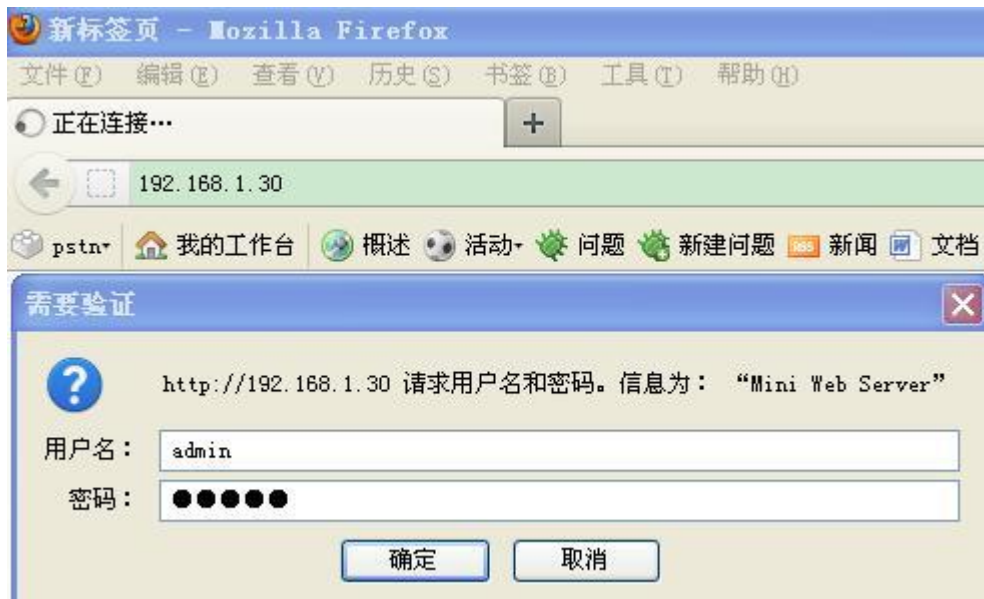 新标签页 - Mozilla Firefox
文件(F) 编辑(E) 查看(V) 历史(S) 书签(B) 工具(T) 帮助(H)
正在连接… +
192.168.1.30
pstn 我的工作台 概述 活动 问题 新建问题 RSS 新闻 文档
需要验证
http://192.168.1.30 请求用户名和密码。信息为： “Mini Web Server”
用户名： admin
密码： ●●●●●
确定 取消